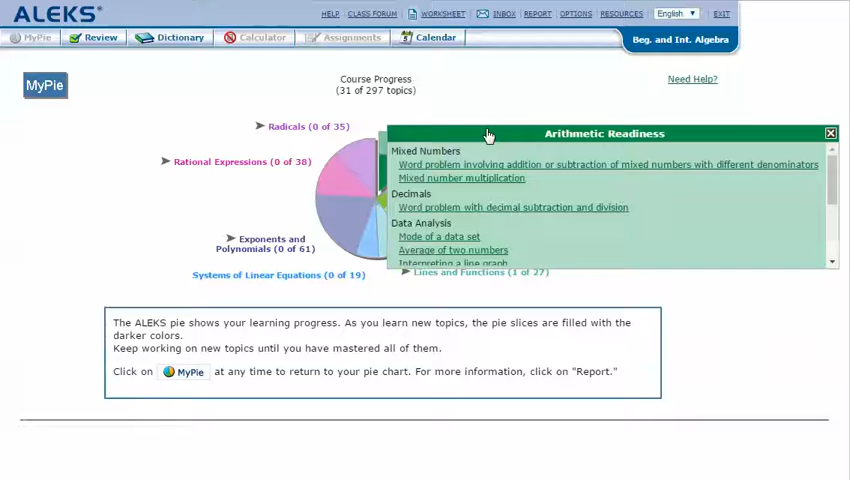 ALEKS®
HELP CLASS FORUM WORKSHEET INBOX REPORT OPTIONS RESOURCES English EXIT
MyPie Review Dictionary Calculator Assignments Calendar
Beg. and Int. Algebra
MyPie
Course Progress
(31 of 297 topics)
Need Help?
Radicals (0 of 35)
Rational Expressions (0 of 38)
Exponents and
Polynomials (0 of 61)
Systems of Linear Equations (0 of 19)
Lines and Functions (1 of 27)
Arithmetic Readiness
Mixed Numbers
Word problem involving addition or subtraction of mixed numbers with different denominators
Mixed number multiplication
Decimals
Word problem with decimal subtraction and division
Data Analysis
Mode of a data set
Average of two numbers
Interpreting a line graph
The ALEKS pie shows your learning progress. As you learn new topics, the pie slices are filled with the
darker colors.
Keep working on new topics until you have mastered all of them.
Click on MyPie at any time to return to your pie chart. For more information, click on "Report."